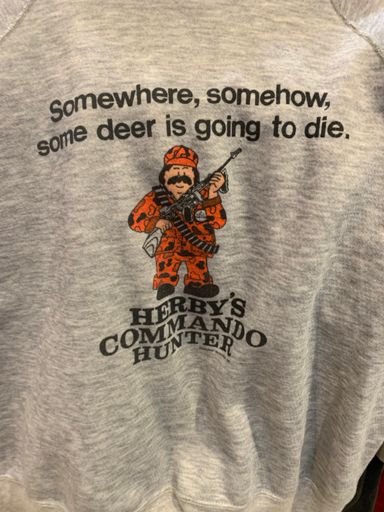 Somewhere, somehow,
some deer is going to die.
HERBY'S
COMMANDO
HUNTER